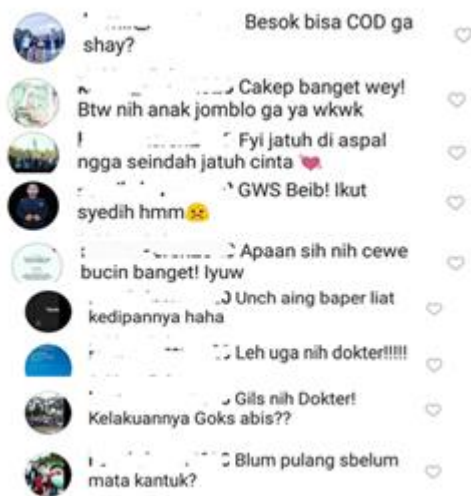 Besok bisa COD ga
shay?
Cakep banget wey!
Btw nih anak jomblo ga ya wkwk
Fyi jatuh di aspal
ngga seindah jatuh cinta 💘
GWS Beib! Ikut
syedih hmm☹️
Apaan sih nih cewe
bucin banget! Iyuw
Unch aing baper liat
kedipannya haha
Leh uga nih dokter!!!!!
Gils nih Dokter!
Kelakuannya Goks abis??
Blum pulang sbelum
mata kantuk?